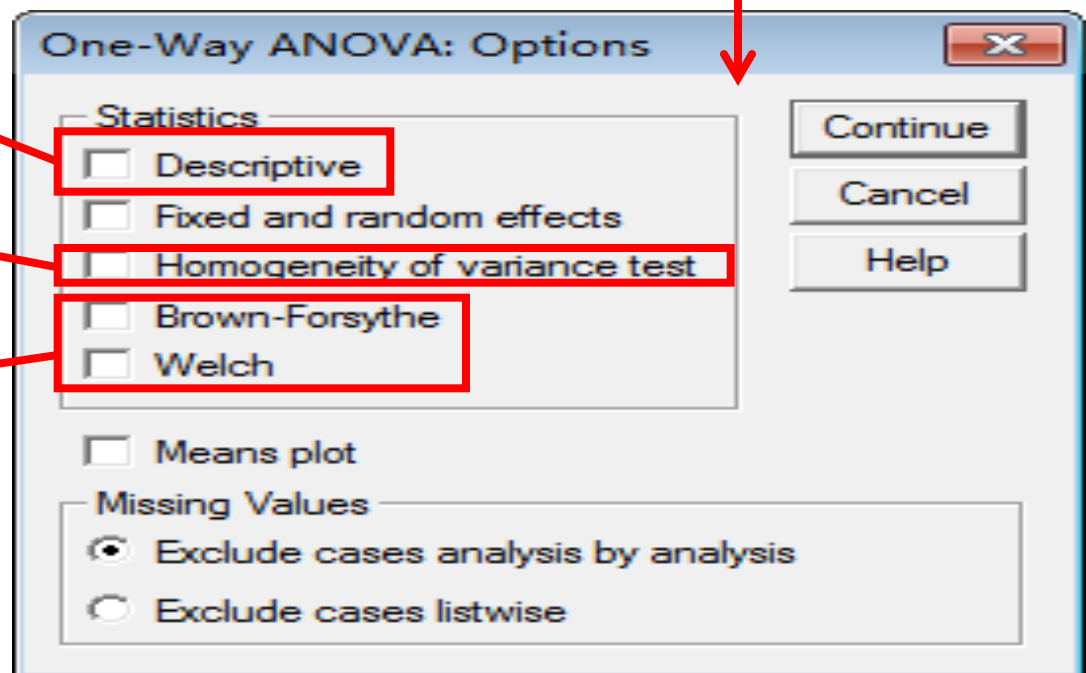 One-Way ANOVA: Options
Statistics
Descriptive
Fixed and random effects
Homogeneity of variance test
Brown-Forsythe
Welch
Means plot
Missing Values
Exclude cases analysis by analysis
Exclude cases listwise
Continue
Cancel
Help